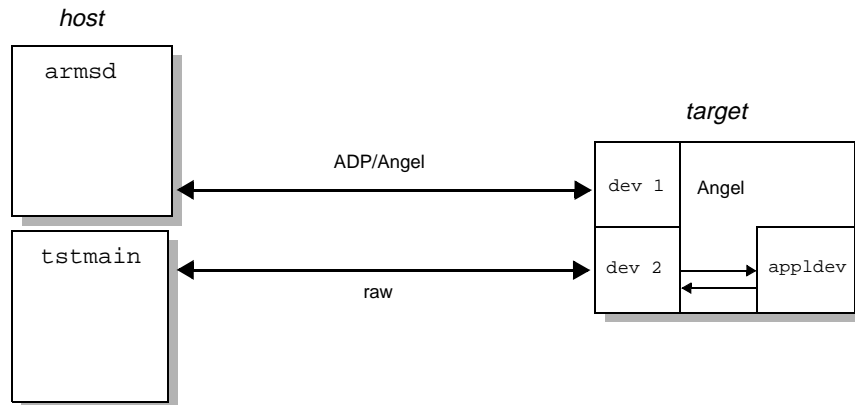 host
armsd
target
ADP/Angel
dev 1
Angel
tstmain
dev 2
appldev
raw